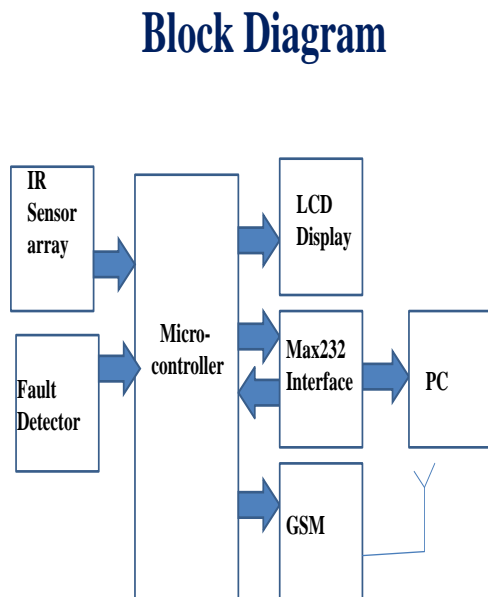 Block Diagram
IR
Sensor
array
Fault
Detector
Micro-
controller
LCD
Display
Max232
Interface
PC
GSM